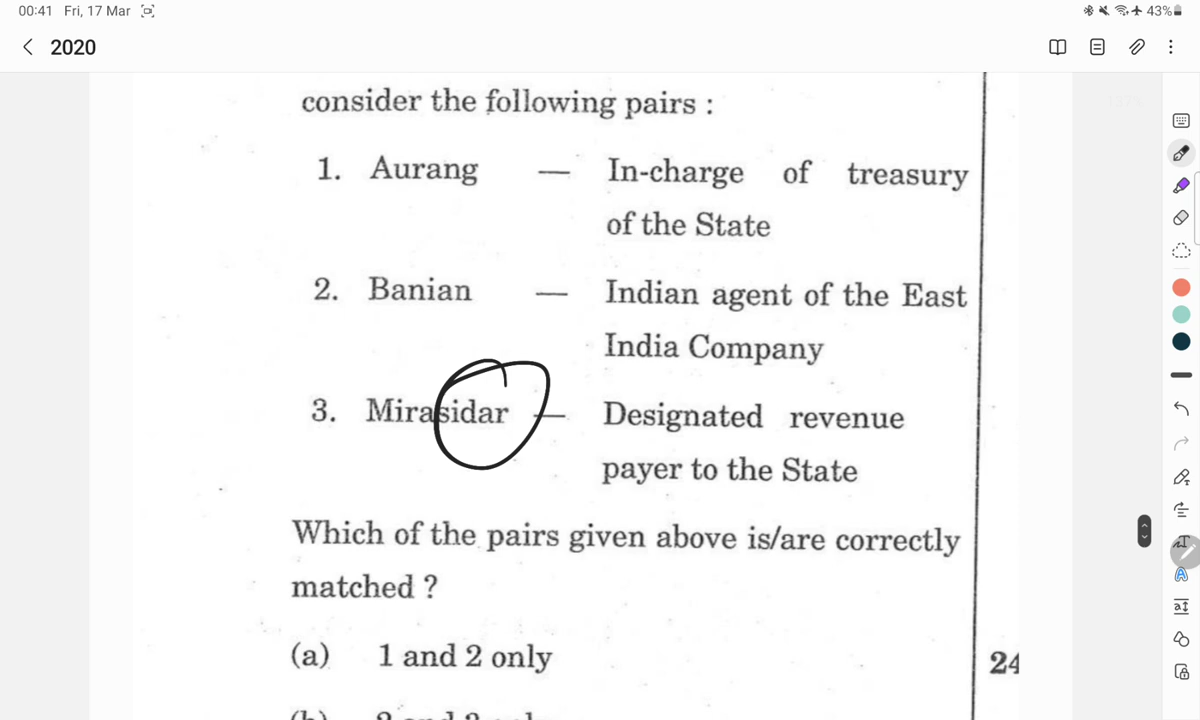 00:41 Fri, 17 Mar 43%
2020
consider the following pairs :
1. Aurang — In-charge of treasury
of the State
2. Banian — Indian agent of the East
India Company
3. Mirasidar — Designated revenue
payer to the State
Which of the pairs given above is/are correctly
matched ?
(a) 1 and 2 only
24